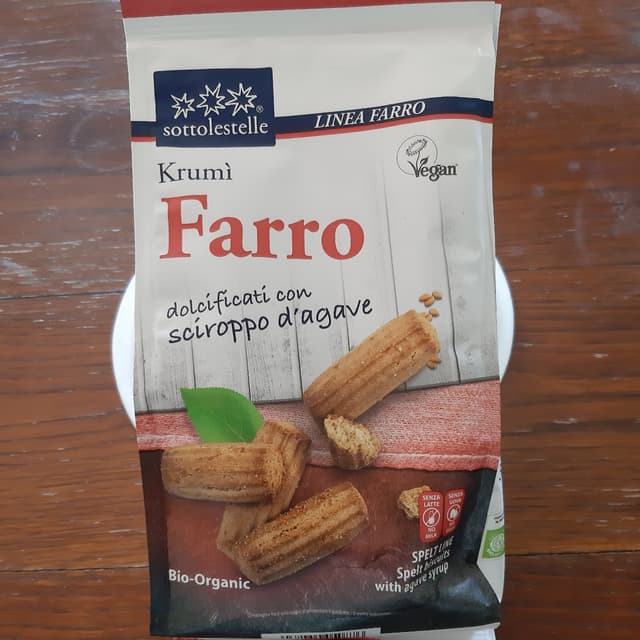 sottolestelle
LINEA FARRO
Krumì
Vegan
Farro
dolcificati con
sciroppo d'agave
SENZA
LATTE
NO
MILK
SENZA
UOVA
SPELT LINE
Spelt biscuits
with agave syrup
Bio-Organic